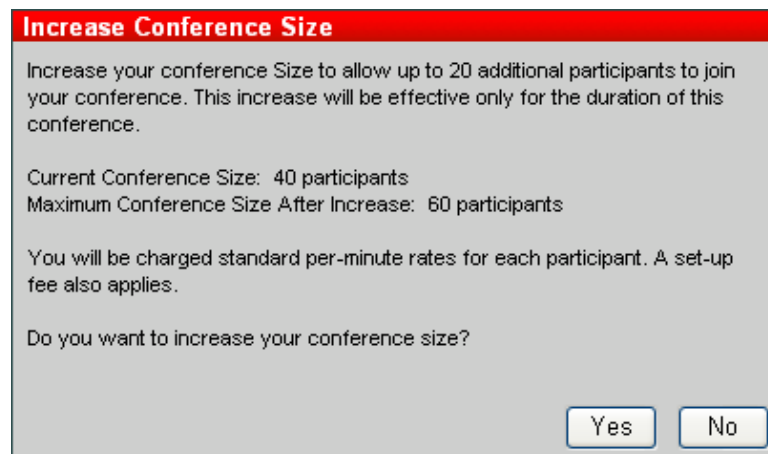 Increase Conference Size
Increase your conference Size to allow up to 20 additional participants to join
your conference. This increase will be effective only for the duration of this
conference.
Current Conference Size:  40 participants
Maximum Conference Size After Increase:  60 participants
You will be charged standard per-minute rates for each participant. A set-up
fee also applies.
Do you want to increase your conference size?
Yes No